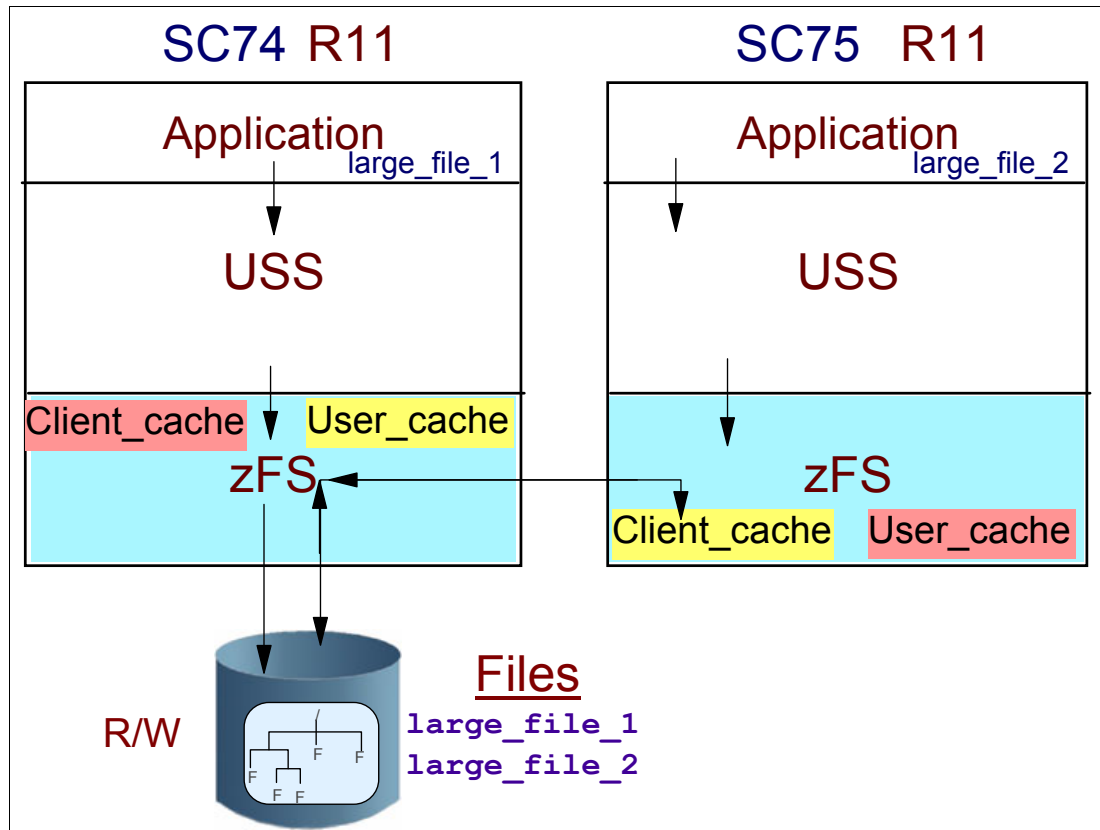 SC74 R11
Application
large_file_1
USS
Client_cache
User_cache
zFS
SC75 R11
Application
large_file_2
USS
zFS
Client_cache
User_cache
R/W
/
F
F
F
F F
Files
large_file_1
large_file_2